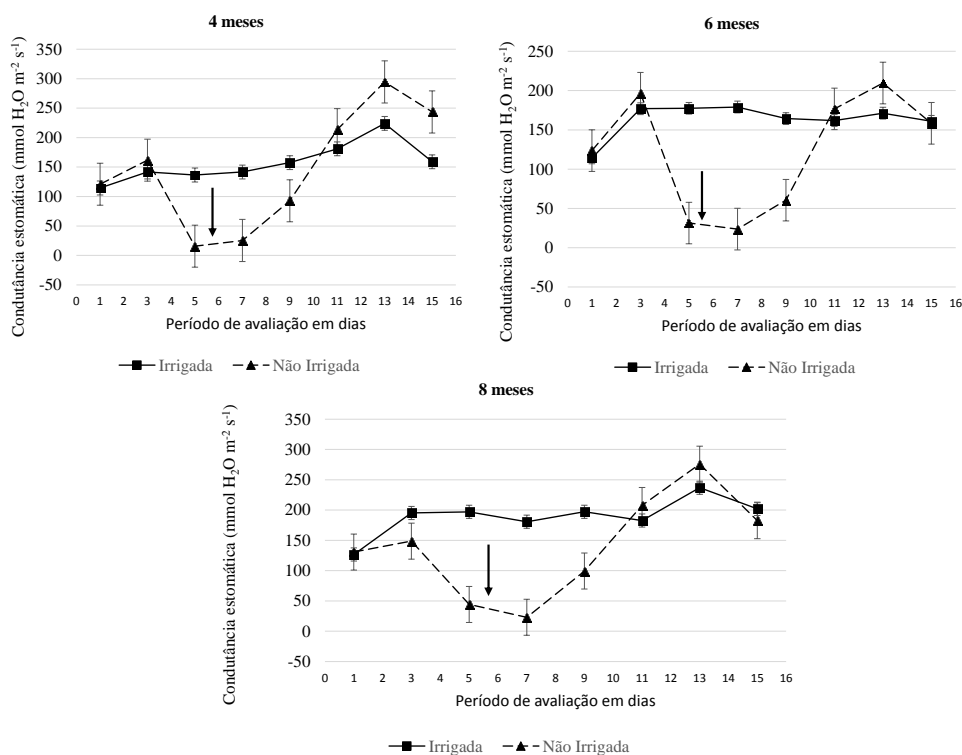 4 meses
Condutância estomática (mmol H₂O m⁻² s⁻¹)
350
300
250
200
150
100
50
0
-50
0 1 2 3 4 5 6 7 8 9 10 11 12 13 14 15 16
Período de avaliação em dias
Irrigada Não Irrigada
6 meses
Condutância estomática (mmol H₂O m⁻² s⁻¹)
250
200
150
100
50
0
-50
0 1 2 3 4 5 6 7 8 9 10 11 12 13 14 15 16
Período de avaliação em dias
Irrigada Não Irrigada
8 meses
Condutância estomática (mmol H₂O m⁻² s⁻¹)
350
300
250
200
150
100
50
0
-50
0 1 2 3 4 5 6 7 8 9 10 11 12 13 14 15 16
Período de avaliação em dias
Irrigada Não Irrigada